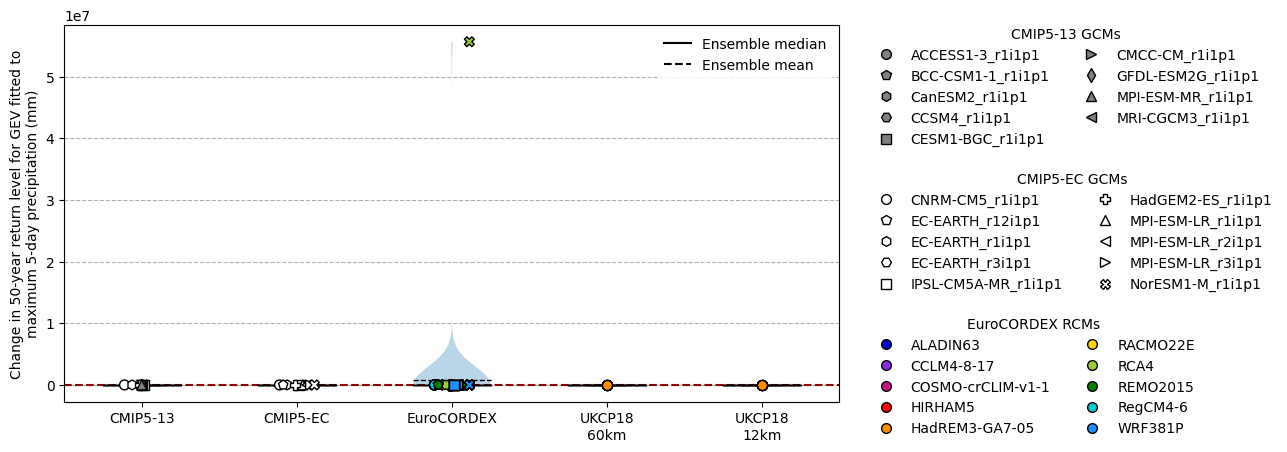 1e7
Change in 50-year return level for GEV fitted to
maximum 5-day precipitation (mm)
5
4
3
2
1
0
Ensemble median
Ensemble mean
CMIP5-13
CMIP5-EC
EuroCORDEX
UKCP18
60km
UKCP18
12km
CMIP5-13 GCMs
ACCESS1-3_r1i1p1
BCC-CSM1-1_r1i1p1
CanESM2_r1i1p1
CCSM4_r1i1p1
CESM1-BGC_r1i1p1
CMCC-CM_r1i1p1
GFDL-ESM2G_r1i1p1
MPI-ESM-MR_r1i1p1
MRI-CGCM3_r1i1p1
CMIP5-EC GCMs
CNRM-CM5_r1i1p1
EC-EARTH_r12i1p1
EC-EARTH_r1i1p1
EC-EARTH_r3i1p1
IPSL-CM5A-MR_r1i1p1
HadGEM2-ES_r1i1p1
MPI-ESM-LR_r1i1p1
MPI-ESM-LR_r2i1p1
MPI-ESM-LR_r3i1p1
NorESM1-M_r1i1p1
EuroCORDEX RCMs
ALADIN63
CCLM4-8-17
COSMO-crCLIM-v1-1
HIRHAM5
HadREM3-GA7-05
RACMO22E
RCA4
REMO2015
RegCM4-6
WRF381P